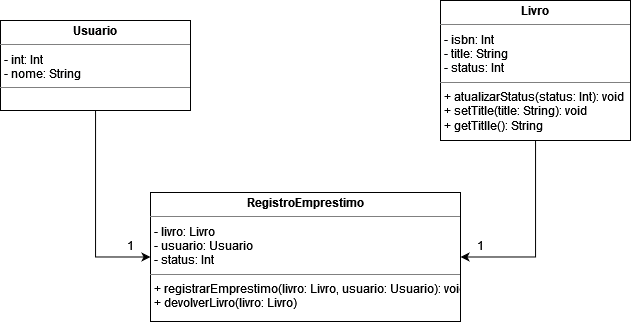 Usuario
- int: Int
- nome: String
Livro
- isbn: Int
- title: String
- status: Int
+ atualizarStatus(status: Int): void
+ setTitle(title: String): void
+ getTitlle(): String
1
1
RegistroEmprestimo
- livro: Livro
- usuario: Usuario
- status: Int
+ registrarEmprestimo(livro: Livro, usuario: Usuario): voi
+ devolverLivro(livro: Livro)